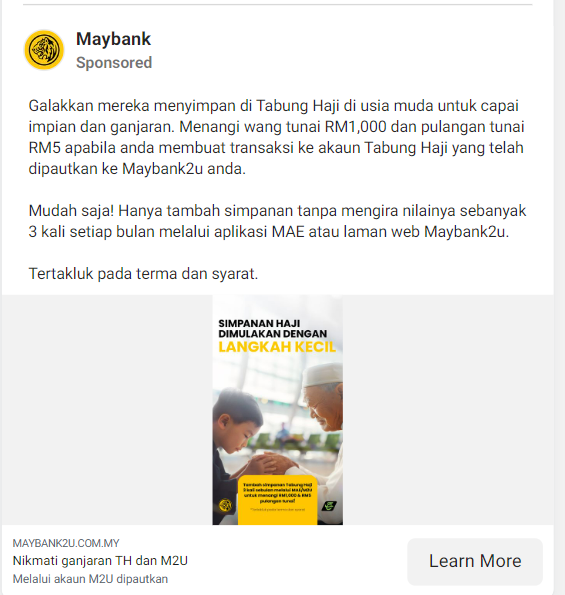 Maybank
Sponsored
Galakkan mereka menyimpan di Tabung Haji di usia muda untuk capai
impian dan ganjaran. Menangi wang tunai RM1,000 dan pulangan tunai
RM5 apabila anda membuat transaksi ke akaun Tabung Haji yang telah
dipautkan ke Maybank2u anda.
Mudah saja! Hanya tambah simpanan tanpa mengira nilainya sebanyak
3 kali setiap bulan melalui aplikasi MAE atau laman web Maybank2u.
Tertakluk pada terma dan syarat.
SIMPANAN HAJI
DIMULAKAN DENGAN
LANGKAH KECIL
Tambah simpanan Tabung Haji
3 kali sebulan melalui MAE/M2U
untuk menangi RM1,000 & RM5
pulangan tunai!
MAYBANK2U.COM.MY
Nikmati ganjaran TH dan M2U
Melalui akaun M2U dipautkan
Learn More